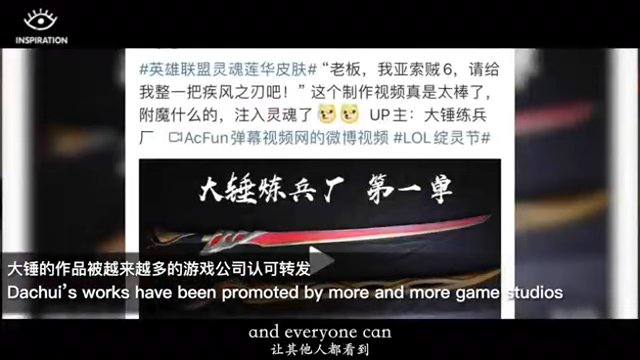 INSPIRATION
#英雄联盟灵魂莲华皮肤# “老板，我亚索贼6，请给
我整一把疾风之刃吧！” 这个制作视频真是太棒了，
附魔什么的，注入灵魂了 UP主：大锤练兵
厂 AcFun弹幕视频网的微博视频 #LOL绽灵节#
大锤炼兵厂 第一单
大锤的作品被越来越多的游戏公司认可转发
Dachui's works have been promoted by more and more game studios
and everyone can
让其他人都看到